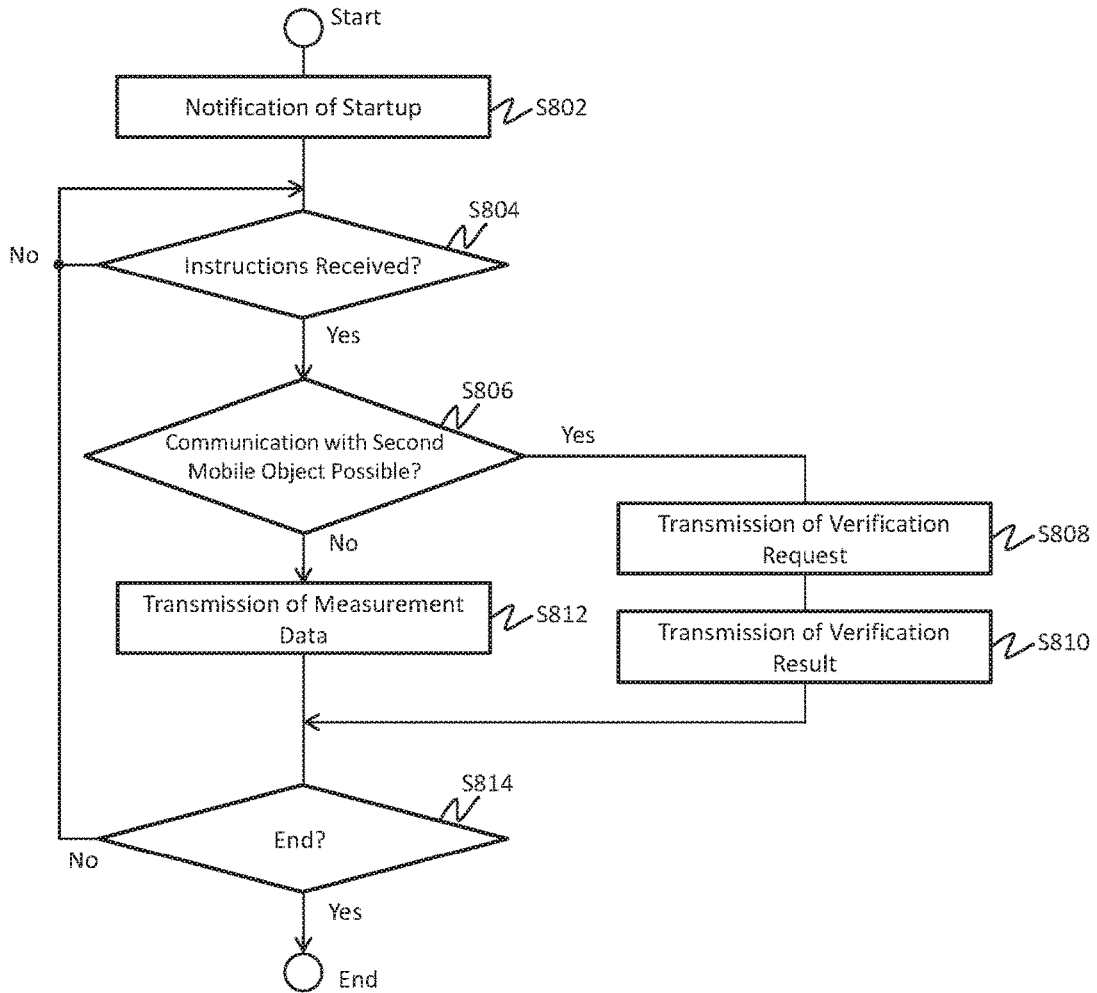 Start
Notification of Startup
S802
S804
No
Instructions Received?
Yes
S806
Communication with Second
Mobile Object Possible?
Yes
No
Transmission of Verification
Request
S808
Transmission of Measurement
Data
S812
Transmission of Verification
Result
S810
S814
End?
No
Yes
End